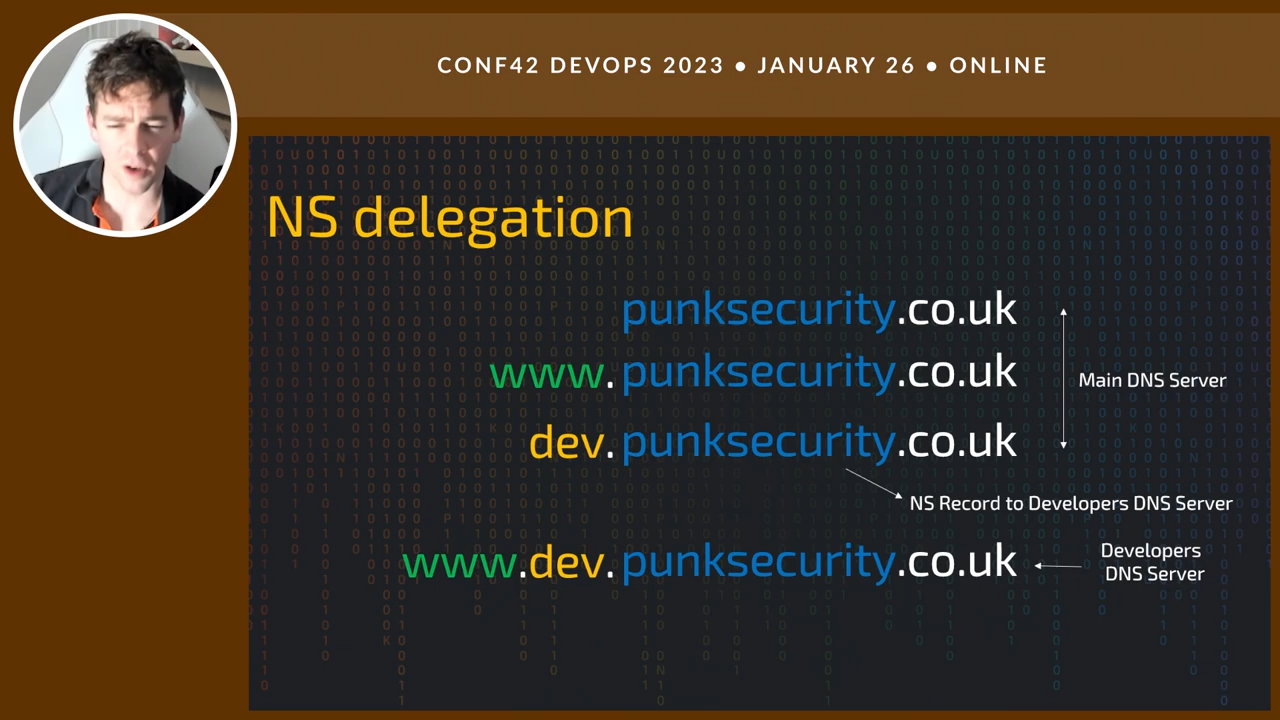 CONF42 DEVOPS 2023 ● JANUARY 26 ● ONLINE
NS delegation
punksecurity.co.uk
www.punksecurity.co.uk
Main DNS Server
dev.punksecurity.co.uk
NS Record to Developers DNS Server
www.dev.punksecurity.co.uk
Developers
DNS Server